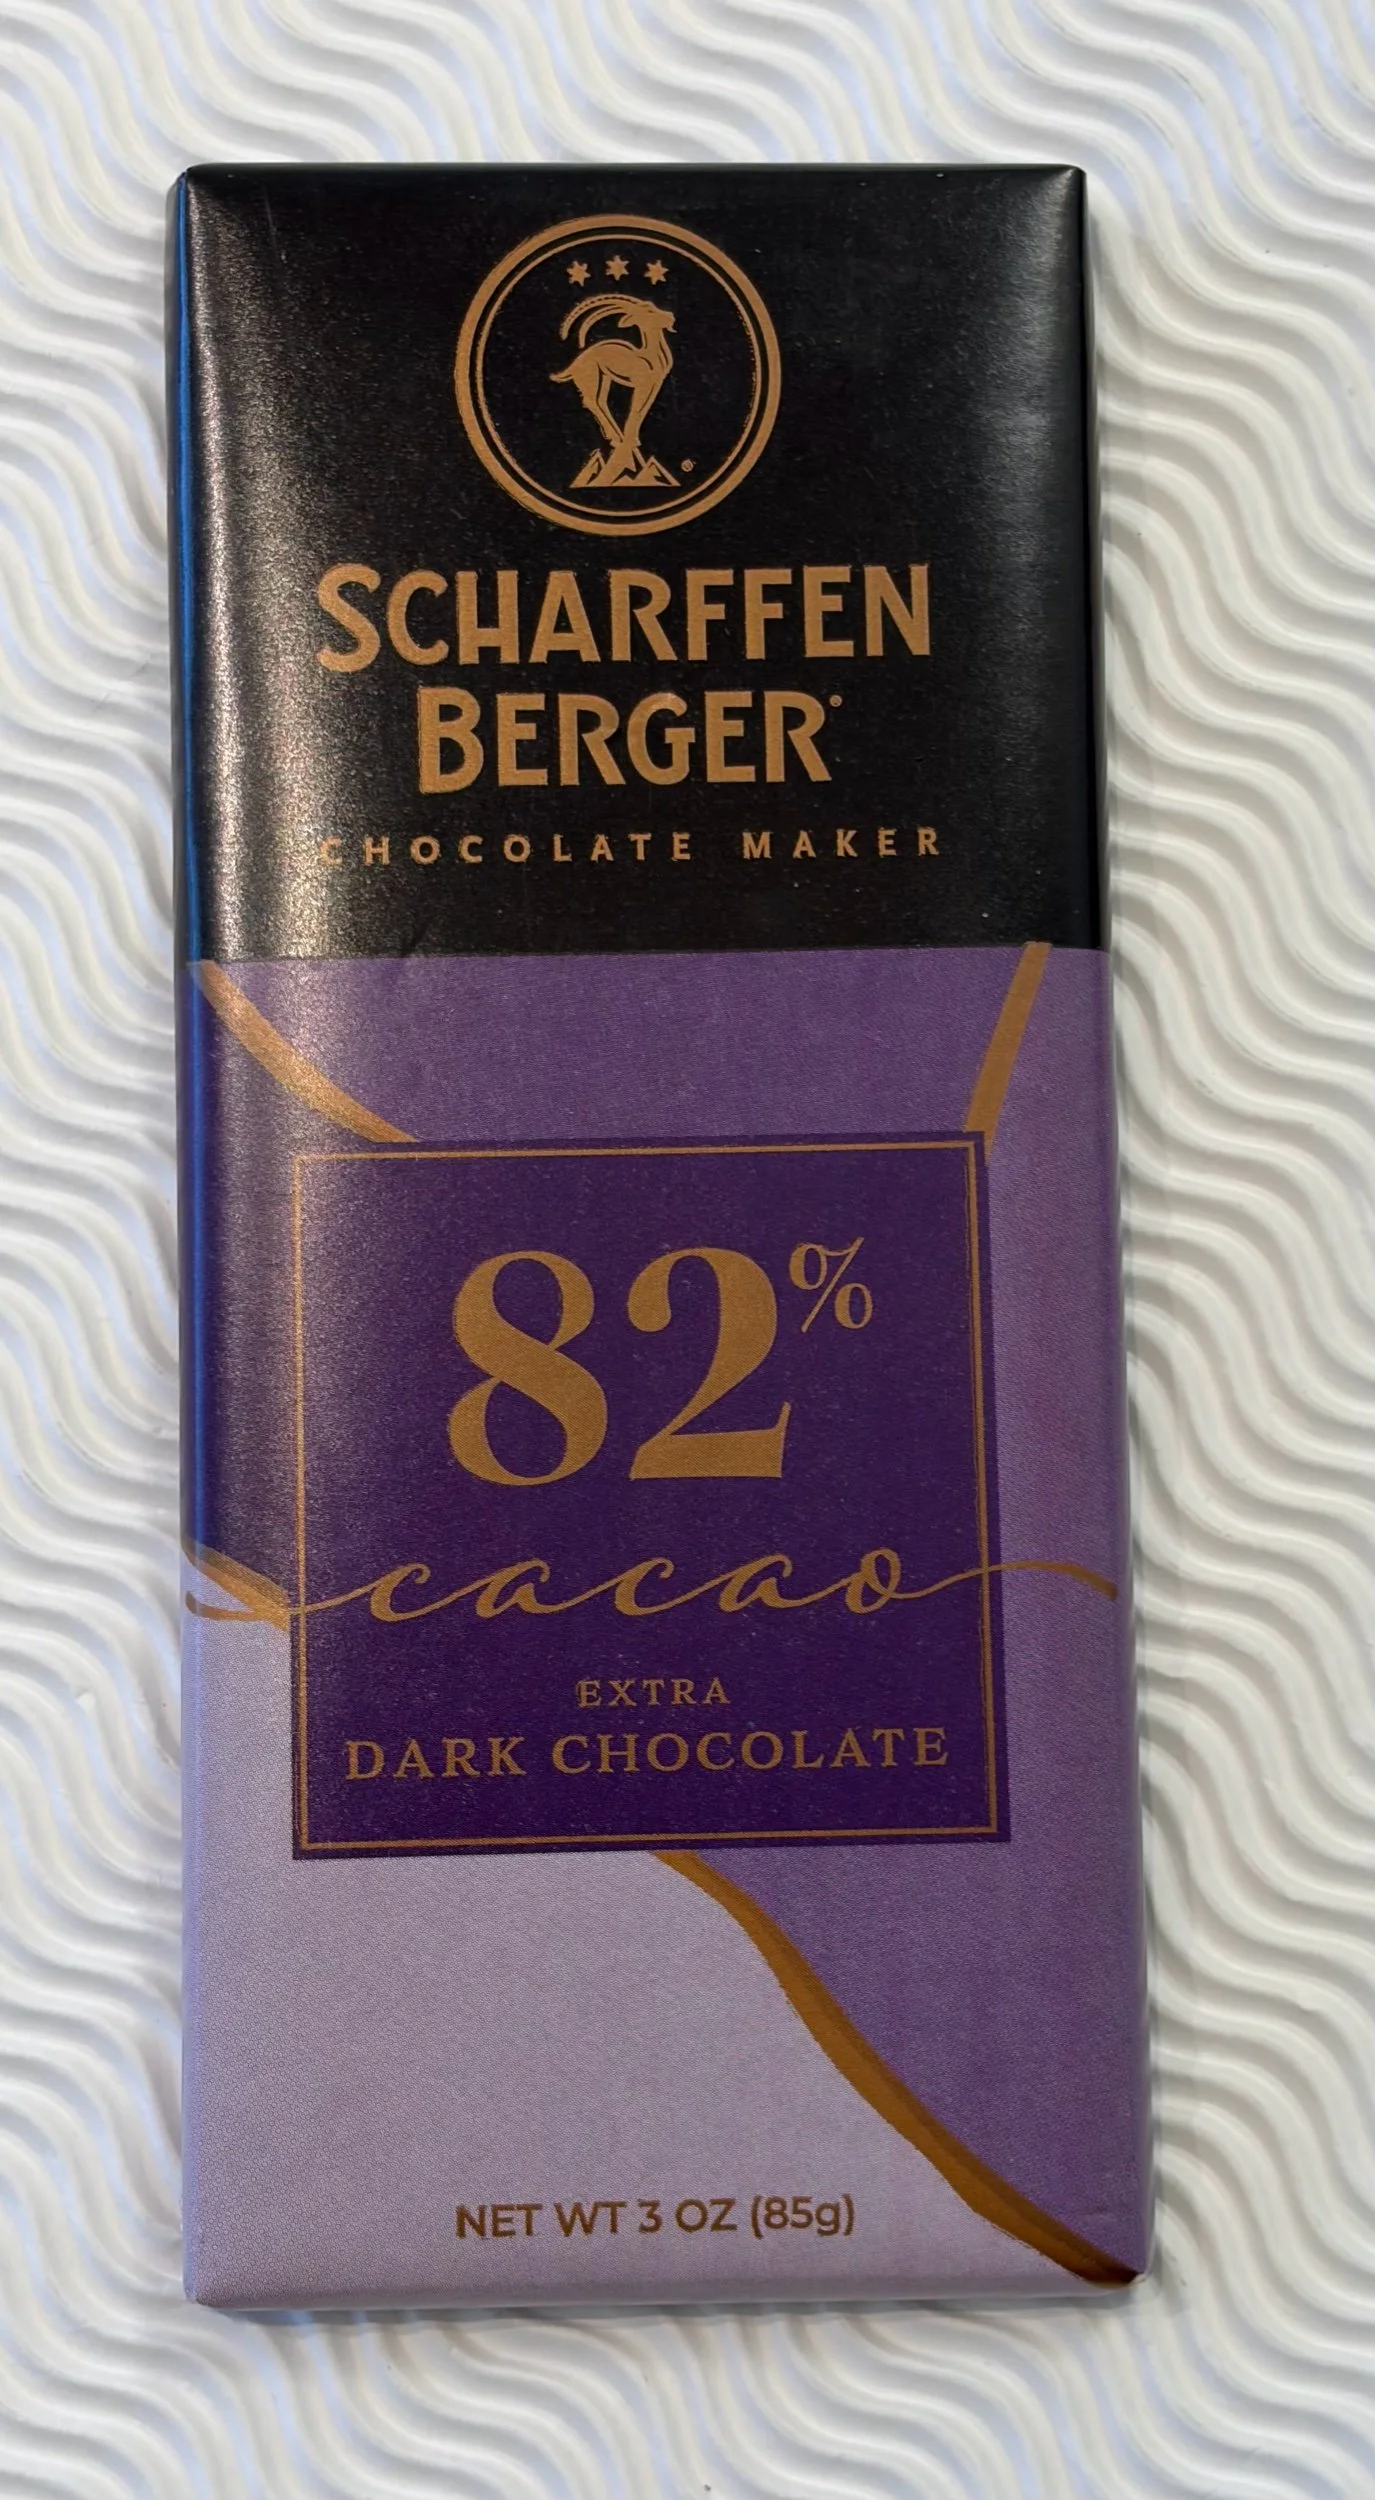 SCHARFFEN
BERGER®
CHOCOLATE MAKER
82%
cacao
EXTRA
DARK CHOCOLATE
NET WT 3 OZ (85g)